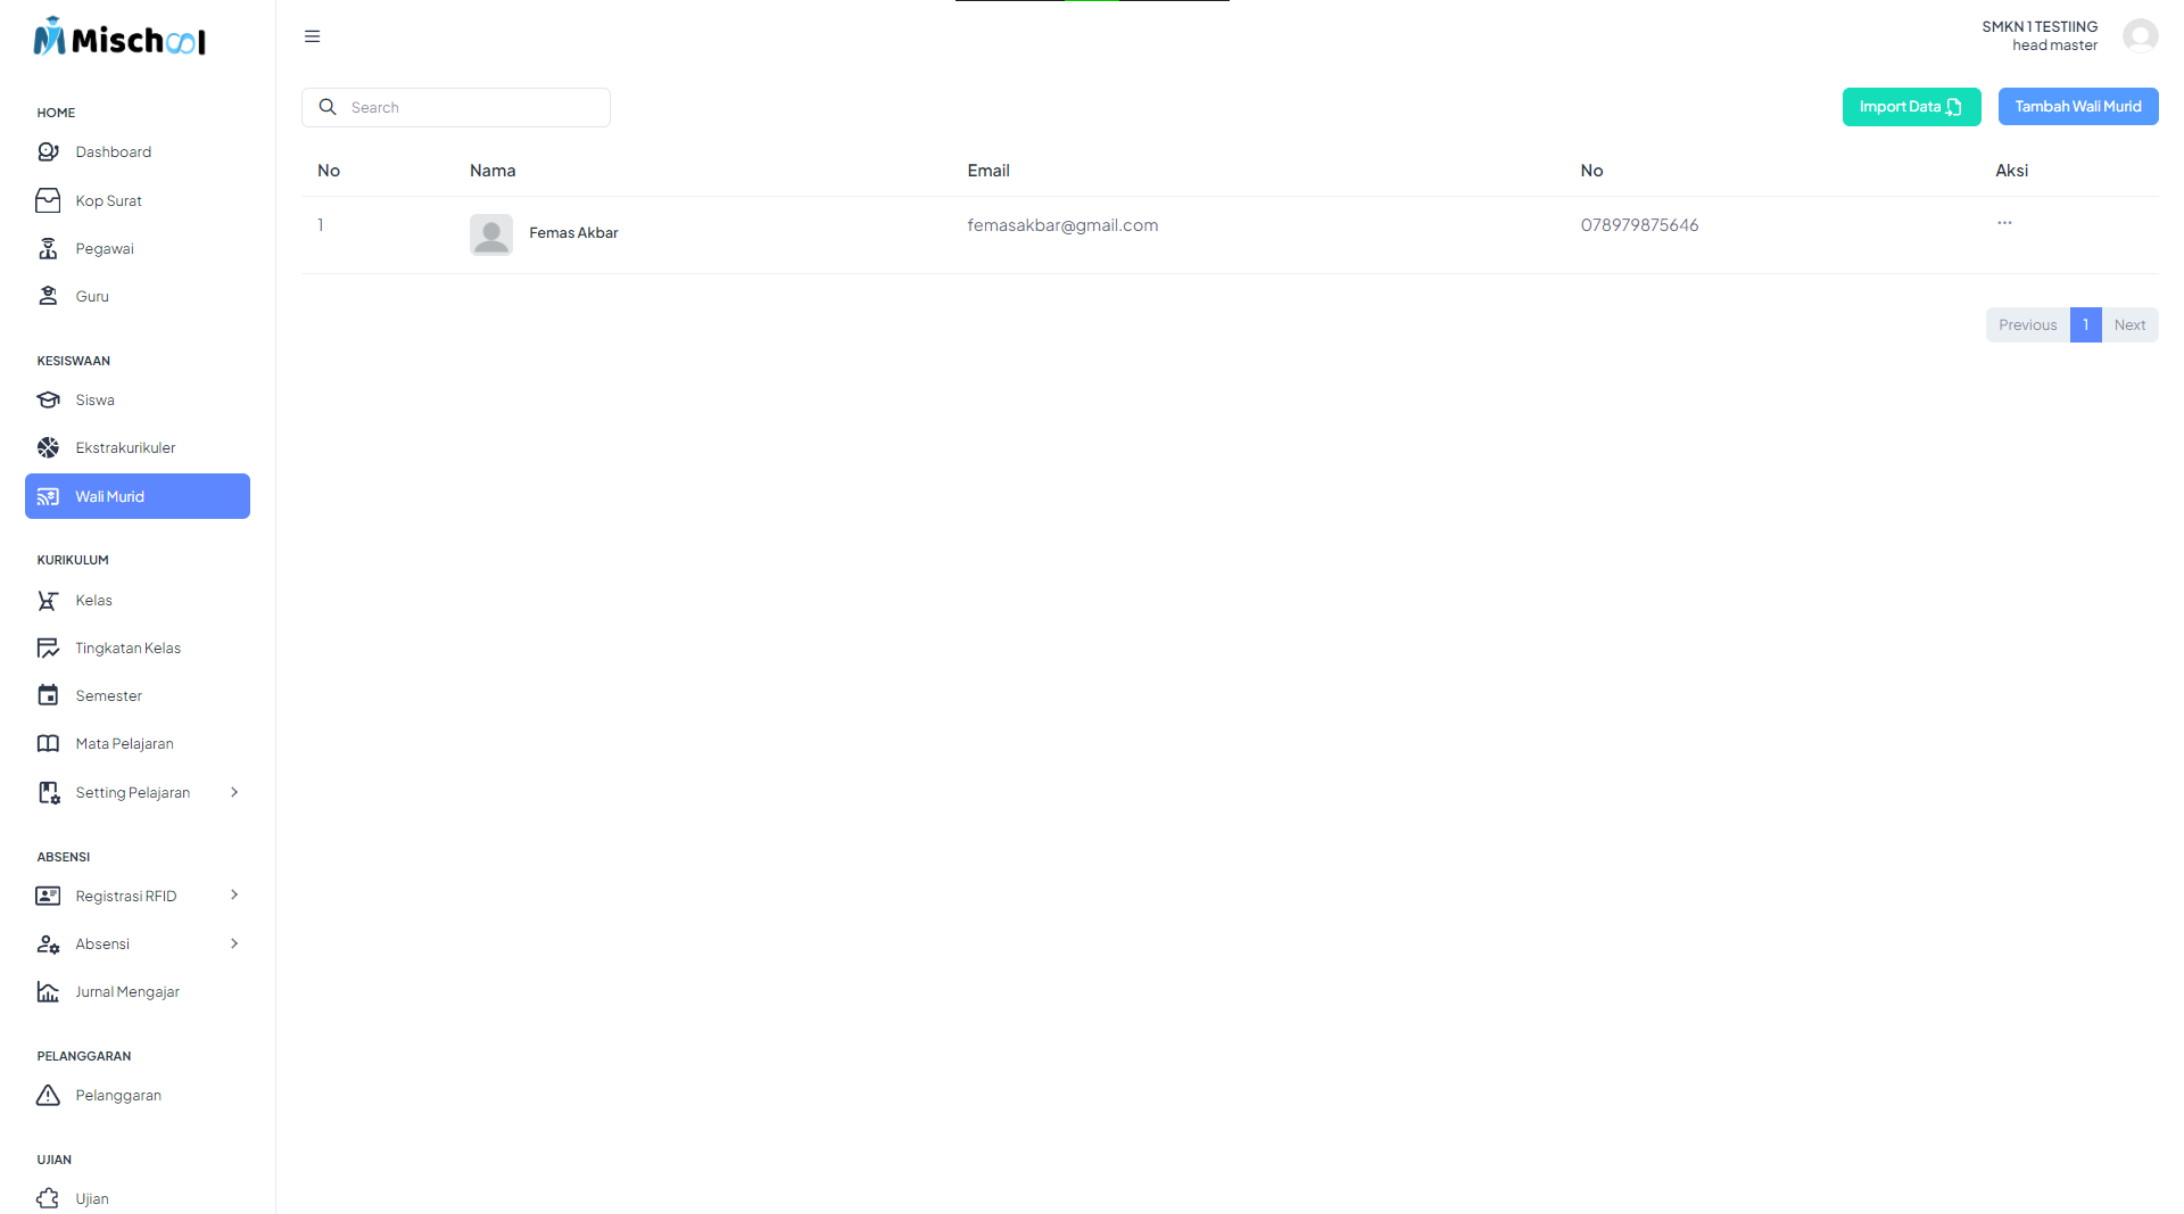 Mischool
SMKN 1 TESTIING
head master
Search
Import Data
Tambah Wali Murid
No Nama Email No Aksi
1 Femas Akbar femasakbar@gmail.com 078979875646 ...
Previous 1 Next
HOME
Dashboard
Kop Surat
Pegawai
Guru
KESISWAAN
Siswa
Ekstrakurikuler
Wali Murid
KURIKULUM
Kelas
Tingkatan Kelas
Semester
Mata Pelajaran
Setting Pelajaran
ABSENSI
Registrasi RFID
Absensi
Jurnal Mengajar
PELANGGARAN
Pelanggaran
UJIAN
Ujian